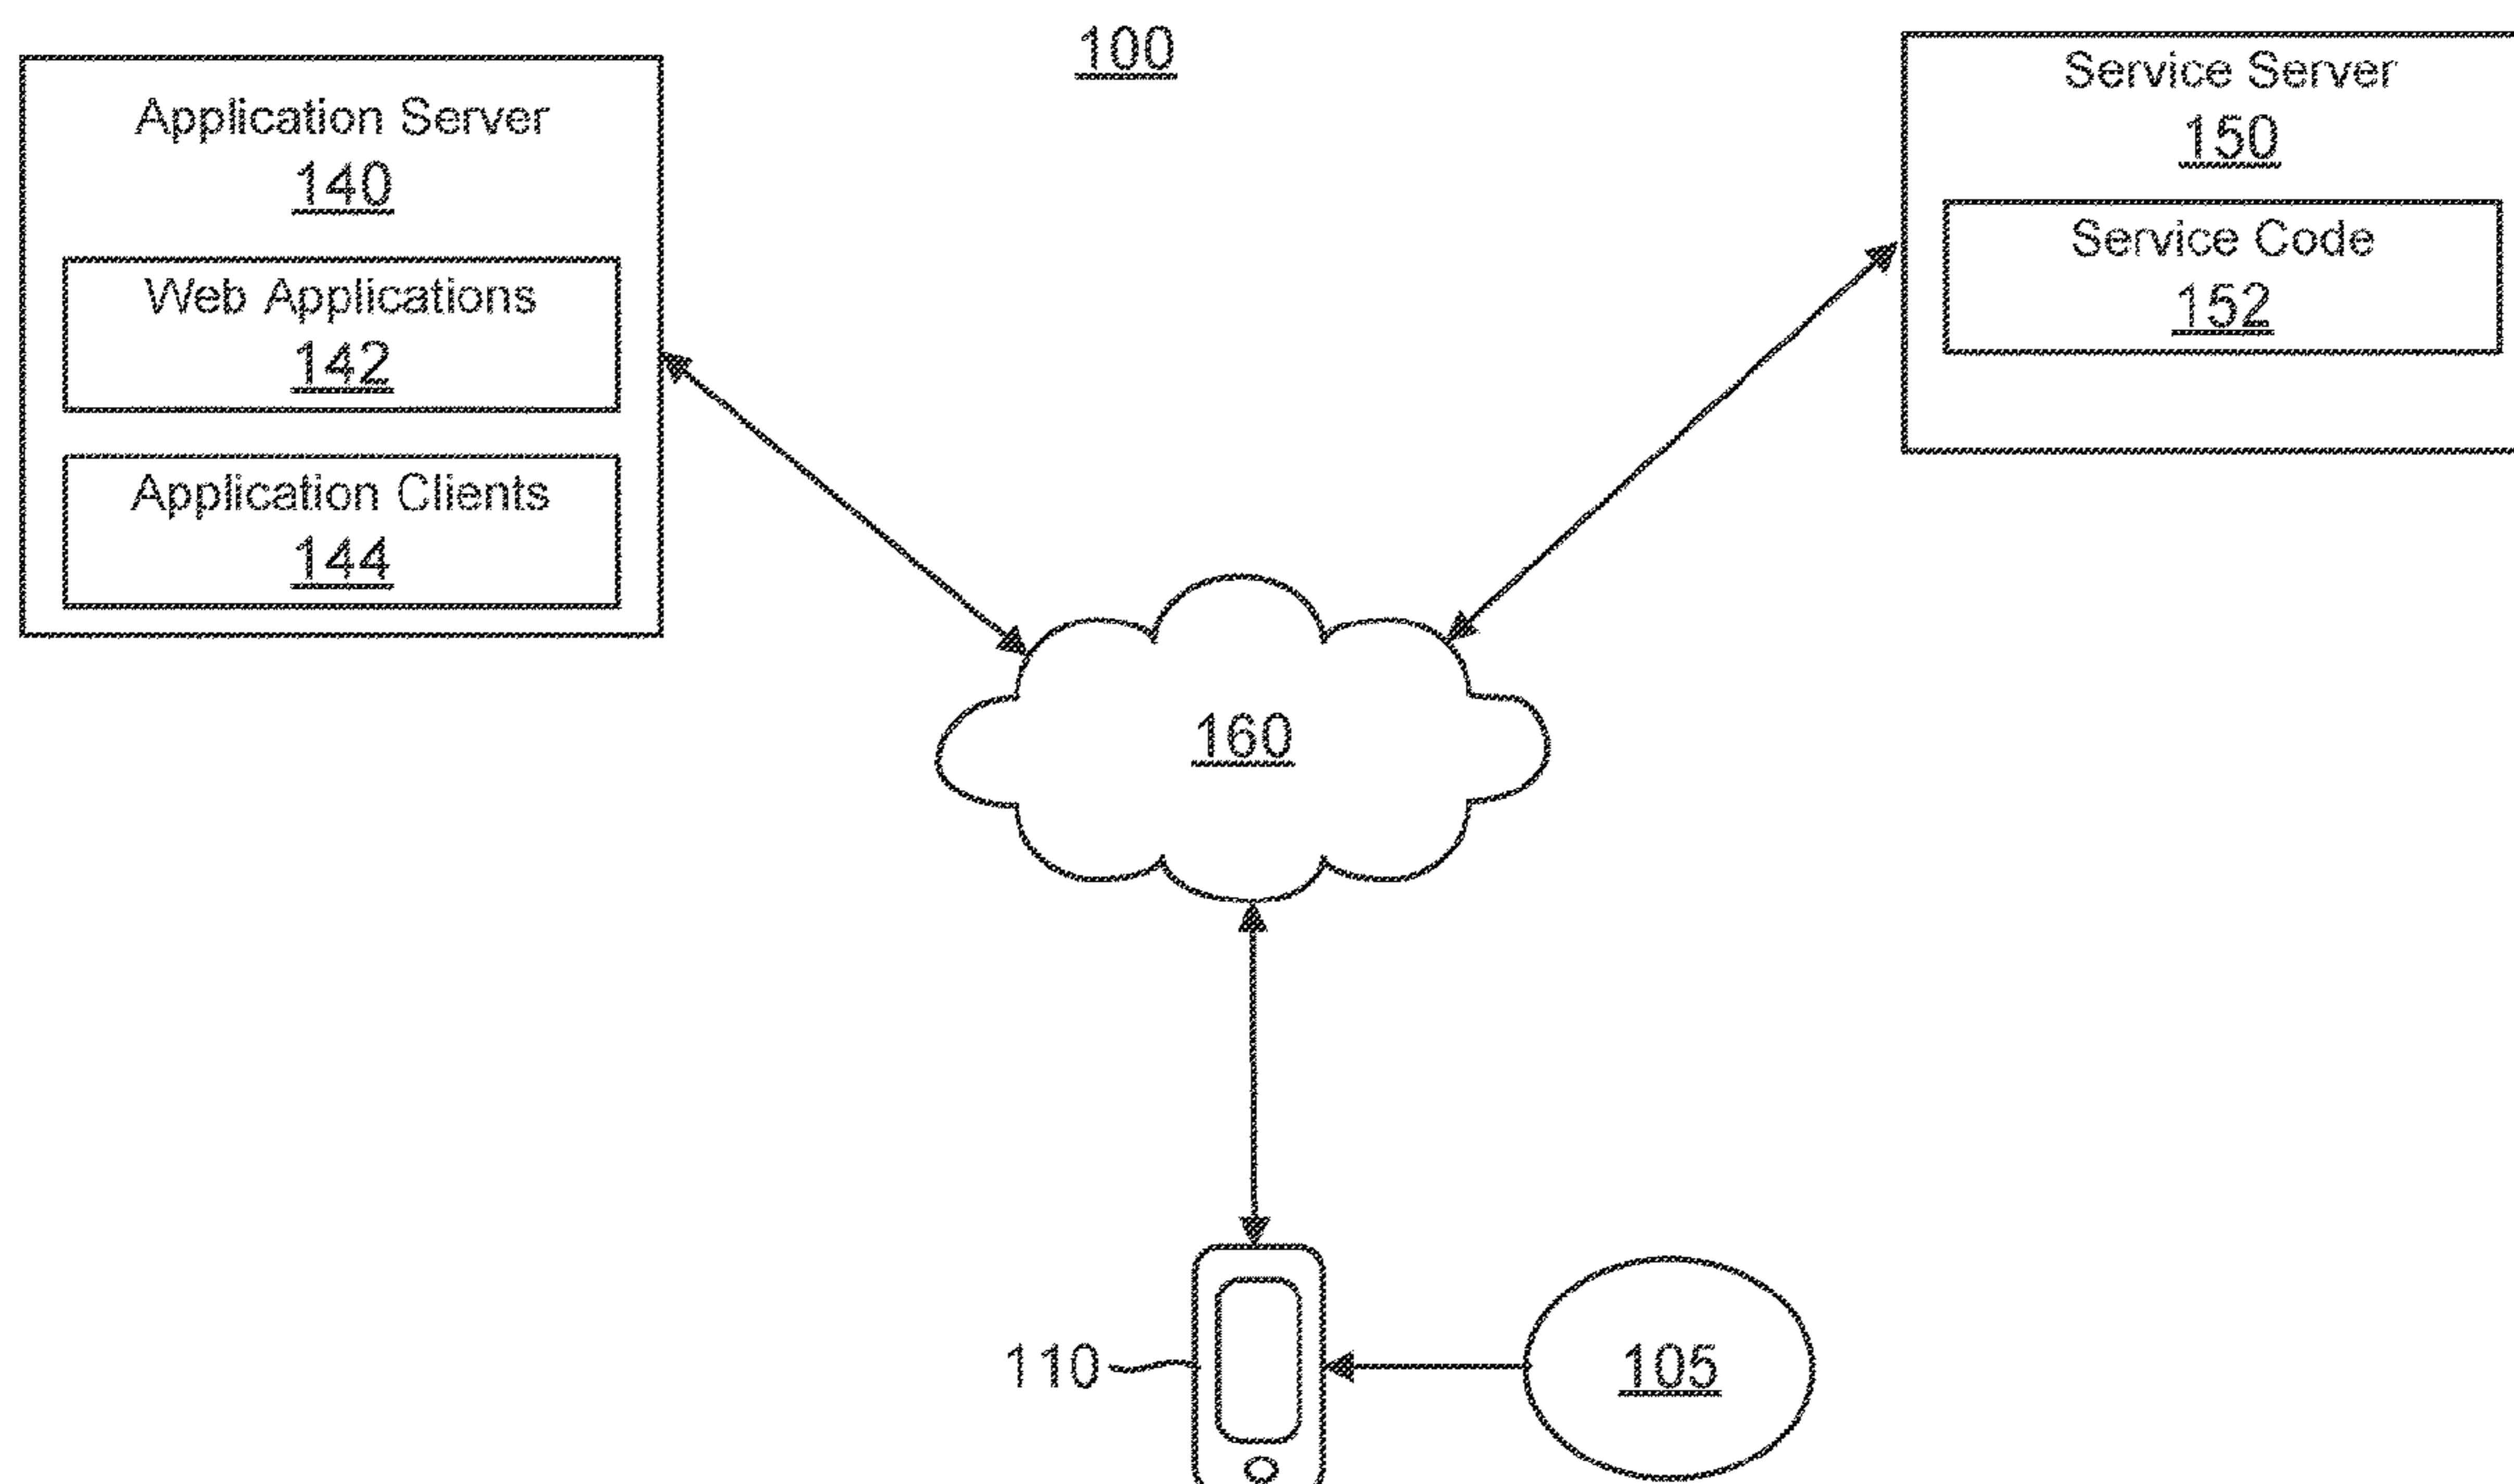 100
Application Server
140
Web Applications
142
Application Clients
144
Service Server
150
Service Code
152
160
110
105